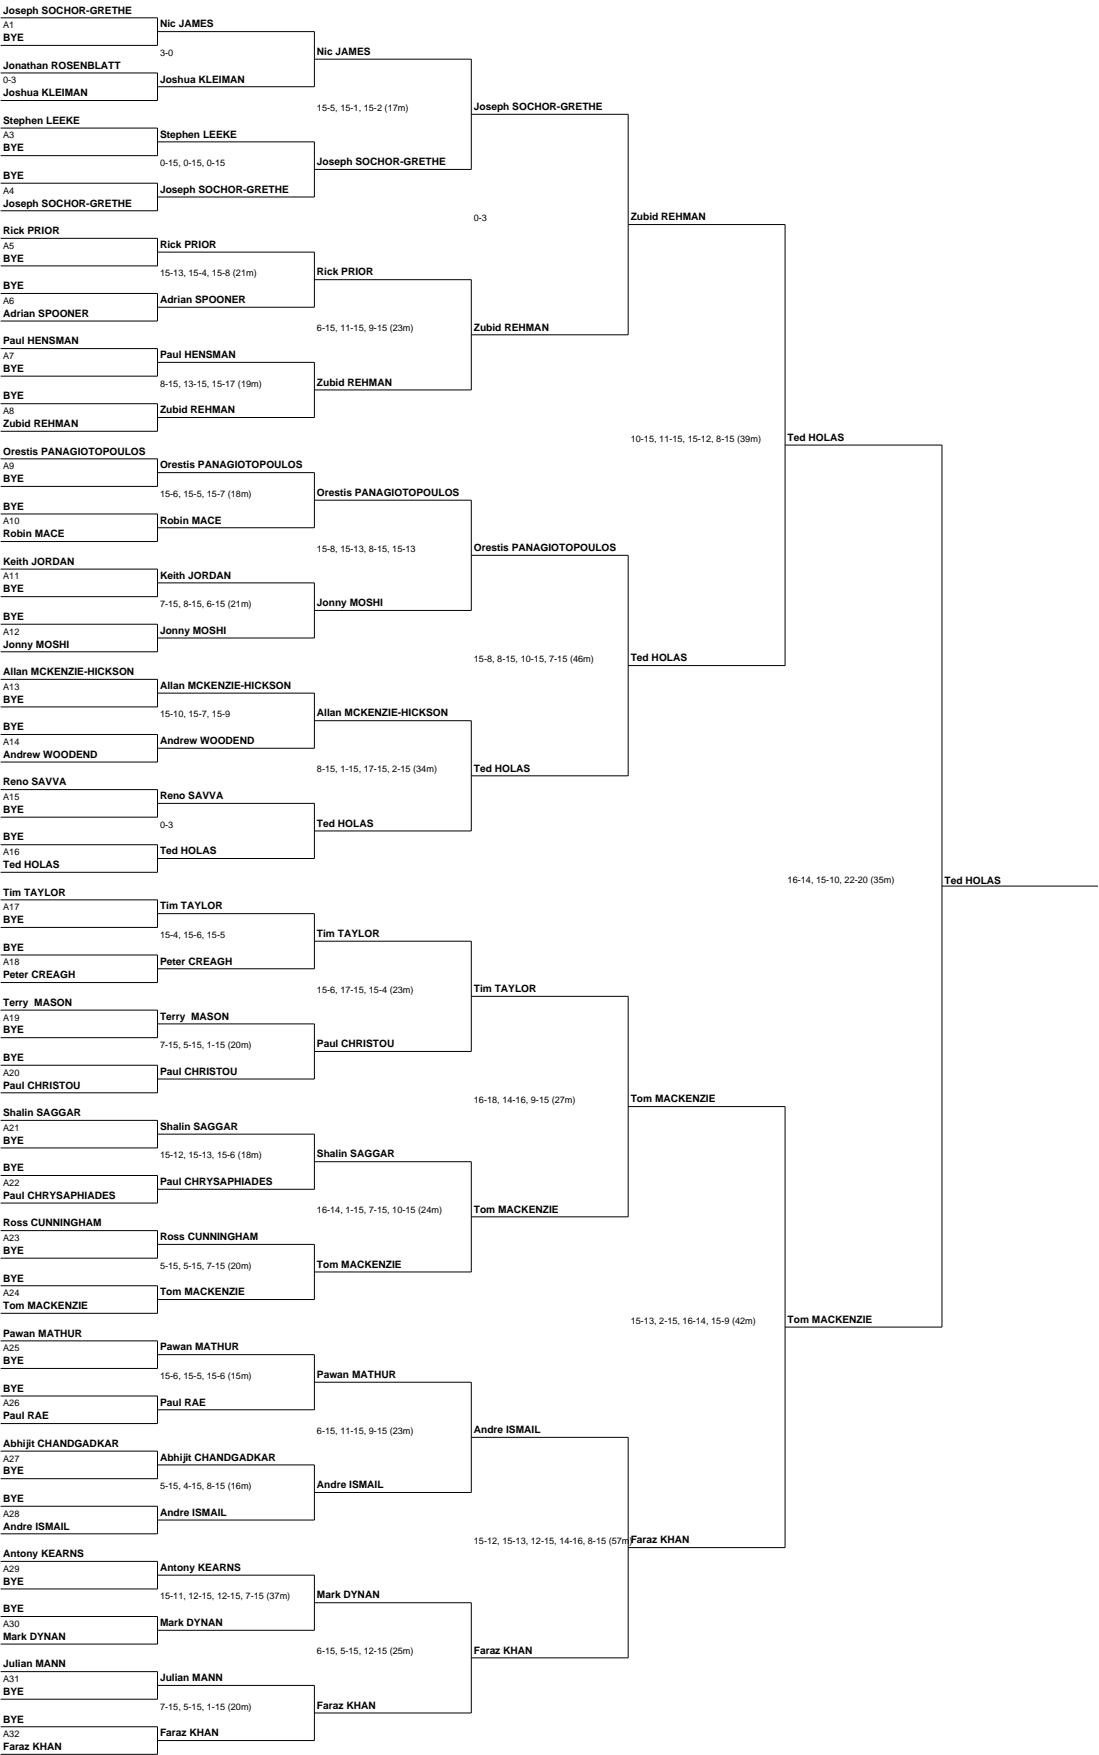 Joseph SOCHOR-GRETHE
A1
BYE
Nic JAMES
3-0
Nic JAMES
Jonathan ROSENBLATT
0-3
Joshua KLEIMAN
Joshua KLEIMAN
15-5, 15-1, 15-2 (17m)
Joseph SOCHOR-GRETHE
Stephen LEEKE
A3
BYE
Stephen LEEKE
0-15, 0-15, 0-15
Joseph SOCHOR-GRETHE
BYE
A4
Joseph SOCHOR-GRETHE
Joseph SOCHOR-GRETHE
0-3
Zubid REHMAN
Rick PRIOR
A5
BYE
Rick PRIOR
15-13, 15-4, 15-8 (21m)
Rick PRIOR
BYE
A6
Adrian SPOONER
Adrian SPOONER
6-15, 11-15, 9-15 (23m)
Zubid REHMAN
Paul HENSMAN
A7
BYE
Paul HENSMAN
8-15, 13-15, 15-17 (19m)
Zubid REHMAN
BYE
A8
Zubid REHMAN
Zubid REHMAN
10-15, 11-15, 15-12, 8-15 (39m)
Ted HOLAS
Orestis PANAGIOTOPOULOS
A9
BYE
Orestis PANAGIOTOPOULOS
15-6, 15-5, 15-7 (18m)
Orestis PANAGIOTOPOULOS
BYE
A10
Robin MACE
Robin MACE
15-8, 15-13, 8-15, 15-13
Orestis PANAGIOTOPOULOS
Keith JORDAN
A11
BYE
Keith JORDAN
7-15, 8-15, 6-15 (21m)
Jonny MOSHI
BYE
A12
Jonny MOSHI
Jonny MOSHI
15-8, 8-15, 10-15, 7-15 (46m)
Ted HOLAS
Allan MCKENZIE-HICKSON
A13
BYE
Allan MCKENZIE-HICKSON
15-10, 15-7, 15-9
Allan MCKENZIE-HICKSON
BYE
A14
Andrew WOODEND
Andrew WOODEND
8-15, 1-15, 17-15, 2-15 (34m)
Ted HOLAS
Reno SAVVA
A15
BYE
Reno SAVVA
0-3
Ted HOLAS
BYE
A16
Ted HOLAS
Ted HOLAS
16-14, 15-10, 22-20 (35m)
Ted HOLAS
Tim TAYLOR
A17
BYE
Tim TAYLOR
15-4, 15-6, 15-5
Tim TAYLOR
BYE
A18
Peter CREAGH
Peter CREAGH
15-6, 17-15, 15-4 (23m)
Tim TAYLOR
Terry  MASON
A19
BYE
Terry  MASON
7-15, 5-15, 1-15 (20m)
Paul CHRISTOU
BYE
A20
Paul CHRISTOU
Paul CHRISTOU
16-18, 14-16, 9-15 (27m)
Tom MACKENZIE
Shalin SAGGAR
A21
BYE
Shalin SAGGAR
15-12, 15-13, 15-6 (18m)
Shalin SAGGAR
BYE
A22
Paul CHRYSAPHIADES
Paul CHRYSAPHIADES
16-14, 1-15, 7-15, 10-15 (24m)
Tom MACKENZIE
Ross CUNNINGHAM
A23
BYE
Ross CUNNINGHAM
5-15, 5-15, 7-15 (20m)
Tom MACKENZIE
BYE
A24
Tom MACKENZIE
Tom MACKENZIE
15-13, 2-15, 16-14, 15-9 (42m)
Tom MACKENZIE
Pawan MATHUR
A25
BYE
Pawan MATHUR
15-6, 15-5, 15-6 (15m)
Pawan MATHUR
BYE
A26
Paul RAE
Paul RAE
6-15, 11-15, 9-15 (23m)
Andre ISMAIL
Abhijit CHANDGADKAR
A27
BYE
Abhijit CHANDGADKAR
5-15, 4-15, 8-15 (16m)
Andre ISMAIL
BYE
A28
Andre ISMAIL
Andre ISMAIL
15-12, 15-13, 12-15, 14-16, 8-15 (57m)
Faraz KHAN
Antony KEARNS
A29
BYE
Antony KEARNS
15-11, 12-15, 12-15, 7-15 (37m)
Mark DYNAN
BYE
A30
Mark DYNAN
Mark DYNAN
6-15, 5-15, 12-15 (25m)
Faraz KHAN
Julian MANN
A31
BYE
Julian MANN
7-15, 5-15, 1-15 (20m)
Faraz KHAN
BYE
A32
Faraz KHAN
Faraz KHAN